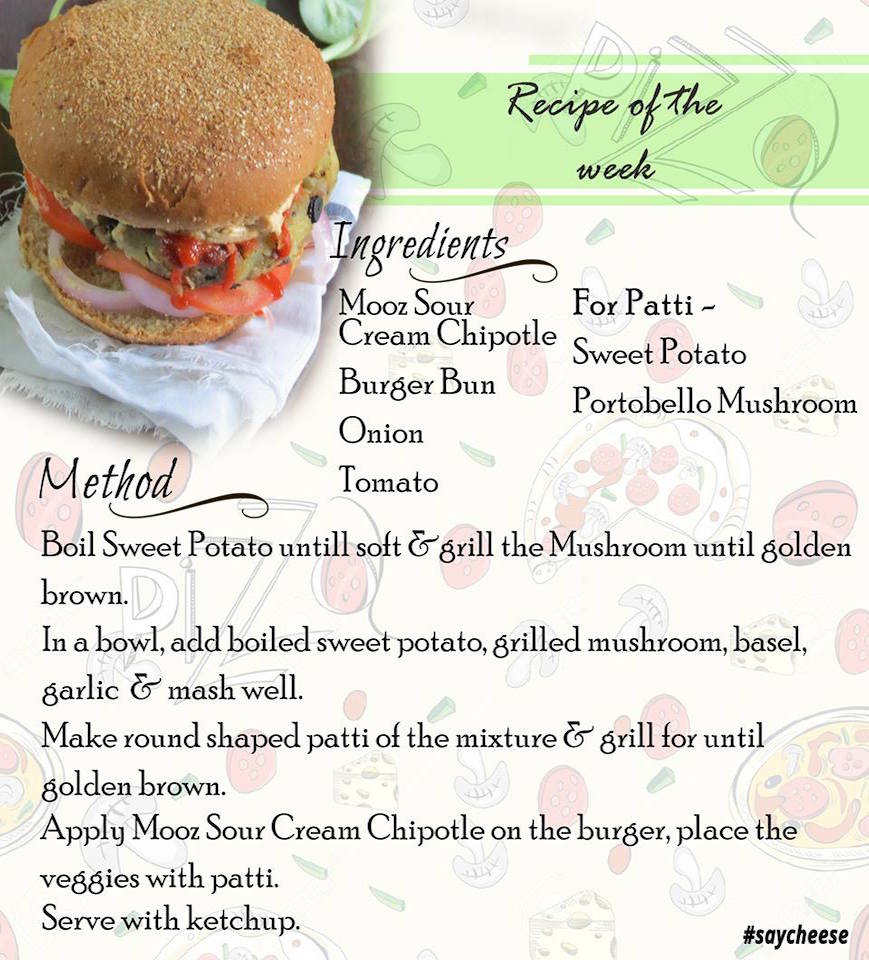 Recipe of the
week
Ingredients
Mooz Sour
Cream Chipotle
Burger Bun
Onion
Tomato
For Patti ~
Sweet Potato
Portobello Mushroom
Method
Boil Sweet Potato untill soft & grill the Mushroom until golden
brown.
In a bowl, add boiled sweet potato, grilled mushroom, basel,
garlic & mash well.
Make round shaped patti of the mixture & grill for until
golden brown.
Apply Mooz Sour Cream Chipotle on the burger, place the
veggies with patti.
Serve with ketchup.
#saycheese